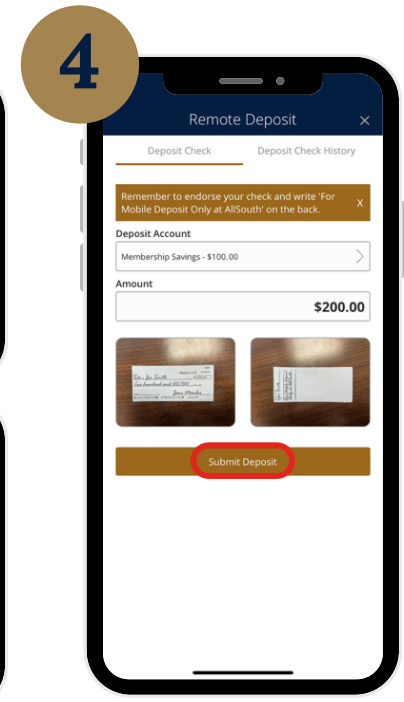 4
Remote Deposit ×
Deposit Check Deposit Check History
Remember to endorse your check and write 'For X
Mobile Deposit Only at AllSouth' on the back.
Deposit Account
Membership Savings - $100.00
Amount
$200.00
Submit Deposit